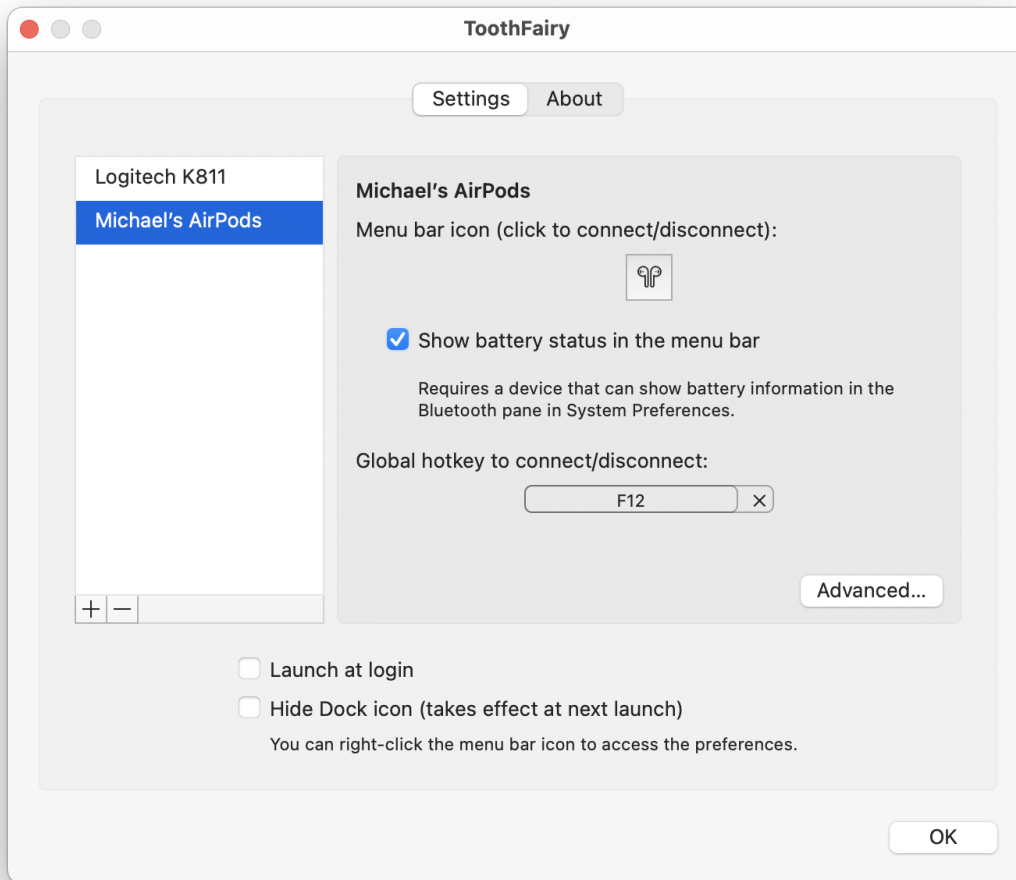 ToothFairy
Settings About
Logitech K811
Michael’s AirPods
Michael’s AirPods
Menu bar icon (click to connect/disconnect):
Show battery status in the menu bar
Requires a device that can show battery information in the
Bluetooth pane in System Preferences.
Global hotkey to connect/disconnect:
F12
Advanced...
Launch at login
Hide Dock icon (takes effect at next launch)
You can right-click the menu bar icon to access the preferences.
OK